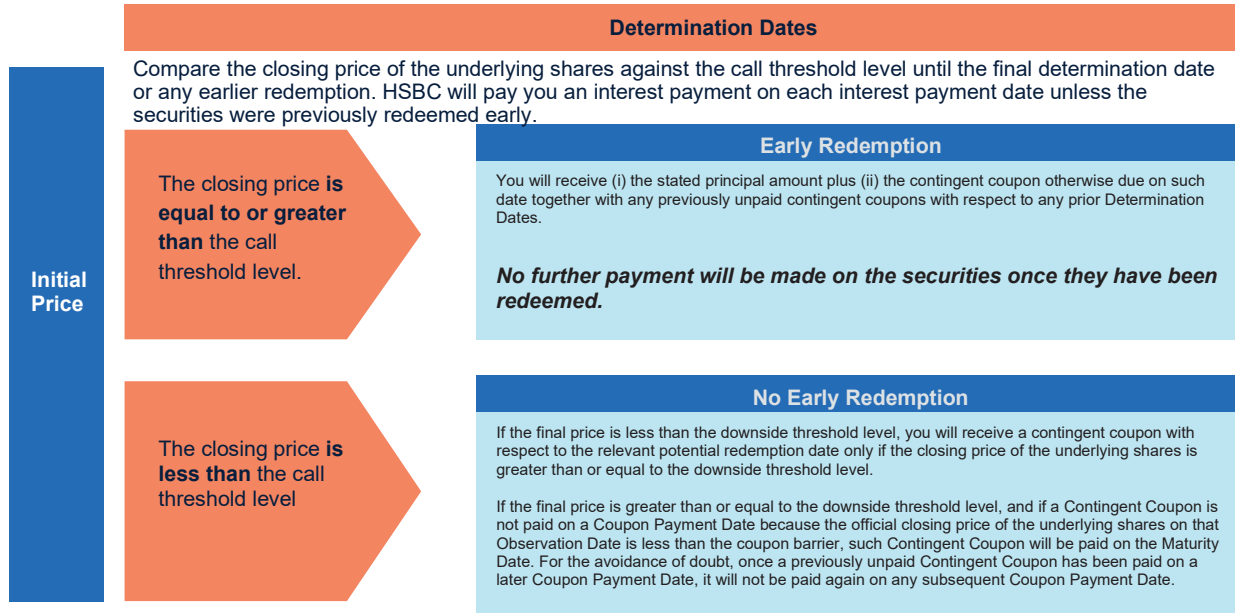 Determination Dates
Compare the closing price of the underlying shares against the call threshold level until the final determination date
or any earlier redemption. HSBC will pay you an interest payment on each interest payment date unless the
securities were previously redeemed early.
Initial
Price
The closing price is
equal to or greater
than the call
threshold level.
Early Redemption
You will receive (i) the stated principal amount plus (ii) the contingent coupon otherwise due on such
date together with any previously unpaid contingent coupons with respect to any prior Determination
Dates.
No further payment will be made on the securities once they have been
redeemed.
The closing price is
less than the call
threshold level
No Early Redemption
If the final price is less than the downside threshold level, you will receive a contingent coupon with
respect to the relevant potential redemption date only if the closing price of the underlying shares is
greater than or equal to the downside threshold level.
If the final price is greater than or equal to the downside threshold level, and if a Contingent Coupon is
not paid on a Coupon Payment Date because the official closing price of the underlying shares on that
Observation Date is less than the coupon barrier, such Contingent Coupon will be paid on the Maturity
Date. For the avoidance of doubt, once a previously unpaid Contingent Coupon has been paid on a
later Coupon Payment Date, it will not be paid again on any subsequent Coupon Payment Date.